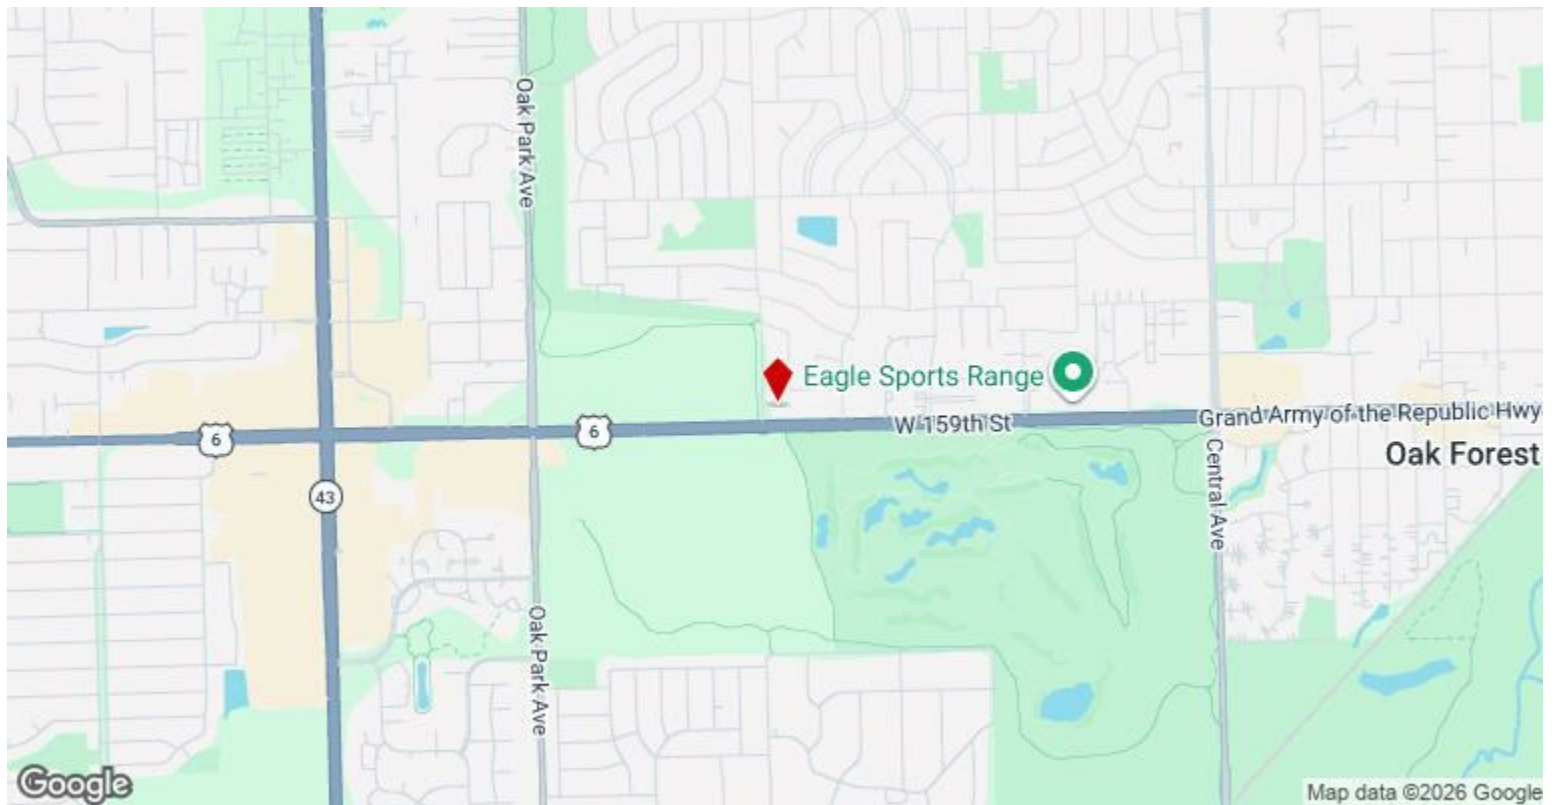 Oak Park Ave
Eagle Sports Range
6
6
W 159th St
Grand Army of the Republic Hwy
Oak Forest
43
Central Ave
Oak Park Ave
Google
Map data ©2026 Google